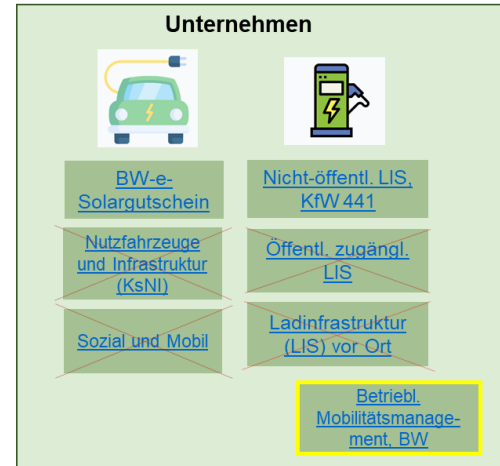 Unternehmen
BW-e-
Solargutschein
Nicht-öffentl. LIS,
KfW 441
Nutzfahrzeuge
und Infrastruktur
(KsNI)
Öffentl. zugängl.
LIS
Sozial und Mobil
Ladinfrastruktur
(LIS) vor Ort
Betriebl.
Mobilitätsmanage-
ment, BW